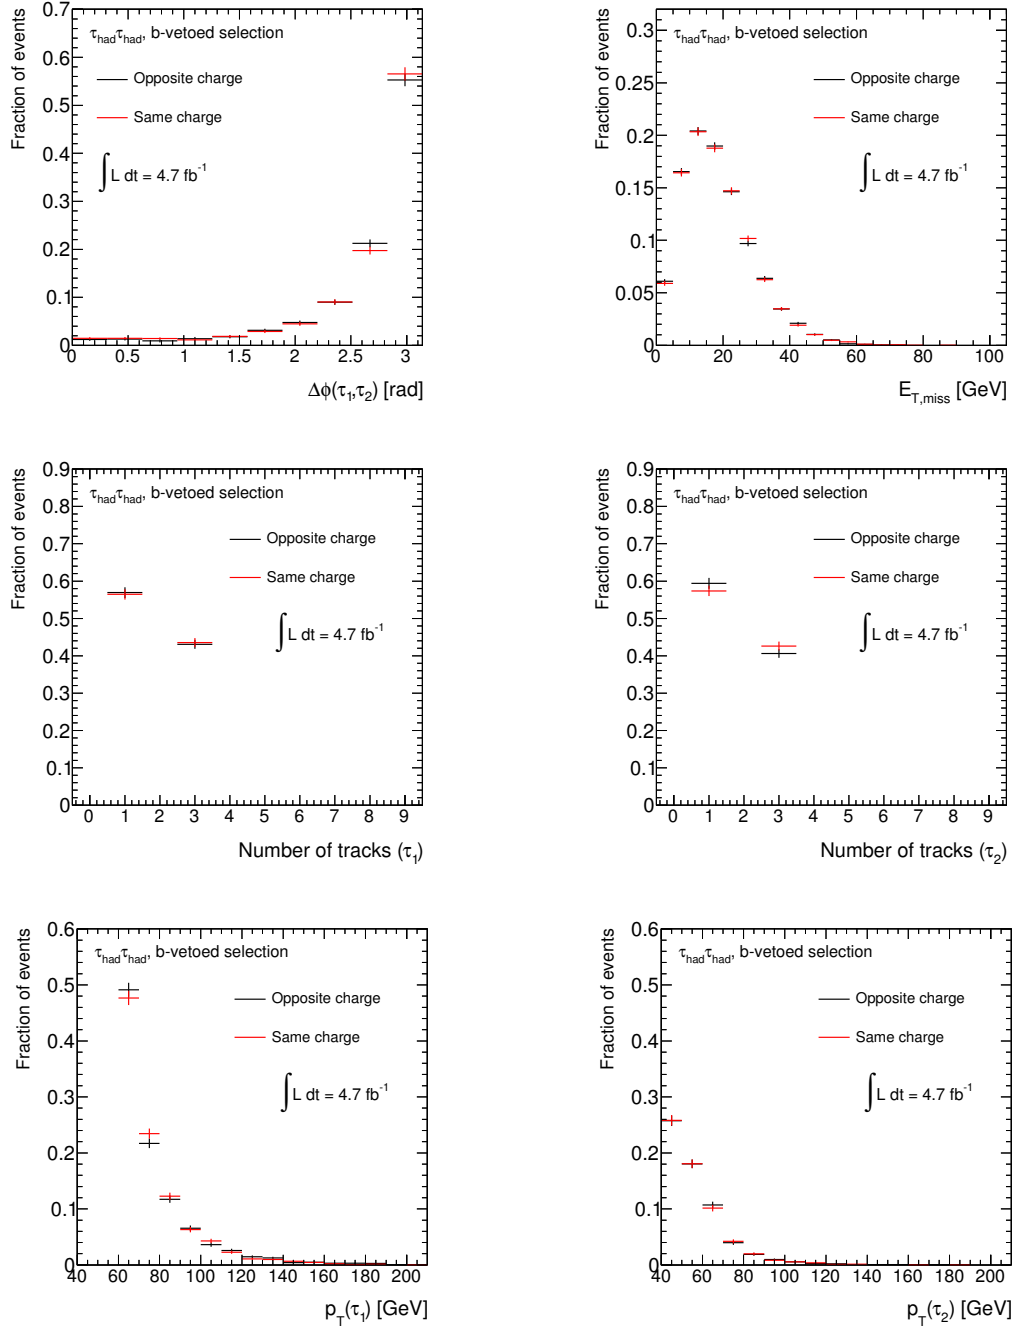 Fraction of events
0.7
0.6
0.5
0.4
0.3
0.2
0.1
0
τhadτhad, b-vetoed selection
Opposite charge
Same charge
∫ L dt = 4.7 fb-1
0 0.5 1 1.5 2 2.5 3
Δϕ(τ1,τ2) [rad]
Fraction of events
0.3
0.25
0.2
0.15
0.1
0.05
0
τhadτhad, b-vetoed selection
Opposite charge
Same charge
∫ L dt = 4.7 fb-1
0 20 40 60 80 100
ET,miss [GeV]
Fraction of events
0.9
0.8
0.7
0.6
0.5
0.4
0.3
0.2
0.1
0
τhadτhad, b-vetoed selection
Opposite charge
Same charge
∫ L dt = 4.7 fb-1
0 1 2 3 4 5 6 7 8 9
Number of tracks (τ1)
Fraction of events
0.9
0.8
0.7
0.6
0.5
0.4
0.3
0.2
0.1
0
τhadτhad, b-vetoed selection
Opposite charge
Same charge
∫ L dt = 4.7 fb-1
0 1 2 3 4 5 6 7 8 9
Number of tracks (τ2)
Fraction of events
0.6
0.5
0.4
0.3
0.2
0.1
0
τhadτhad, b-vetoed selection
Opposite charge
Same charge
∫ L dt = 4.7 fb-1
40 60 80 100 120 140 160 180 200
pT(τ1) [GeV]
Fraction of events
0.6
0.5
0.4
0.3
0.2
0.1
0
τhadτhad, b-vetoed selection
Opposite charge
Same charge
∫ L dt = 4.7 fb-1
40 60 80 100 120 140 160 180 200
pT(τ2) [GeV]